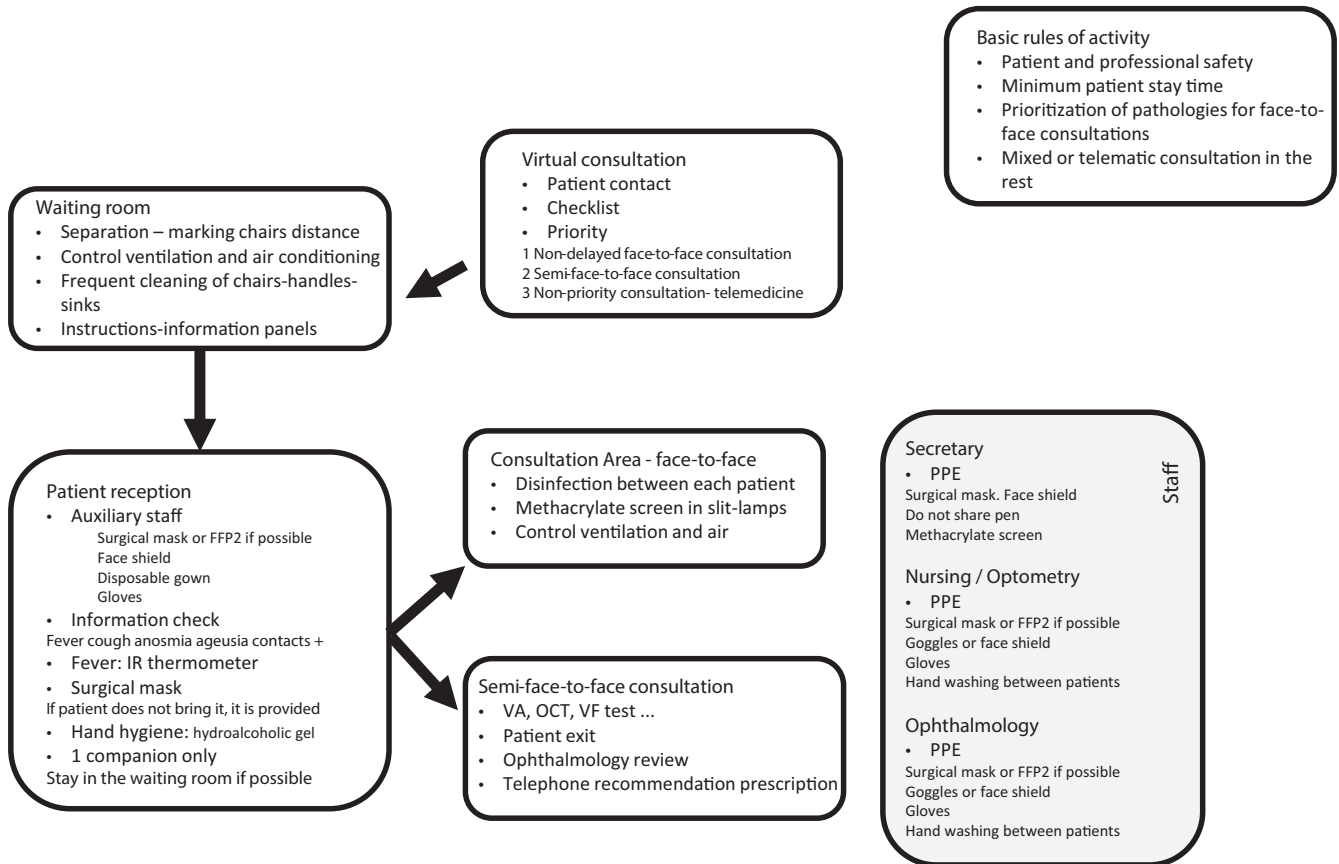 Basic rules of activity
• Patient and professional safety
• Minimum patient stay time
• Prioritization of pathologies for face-to-
face consultations
• Mixed or telematic consultation in the
rest
Virtual consultation
• Patient contact
• Checklist
• Priority
1 Non-delayed face-to-face consultation
2 Semi-face-to-face consultation
3 Non-priority consultation- telemedicine
Waiting room
• Separation – marking chairs distance
• Control ventilation and air conditioning
• Frequent cleaning of chairs-handles-
sinks
• Instructions-information panels
Patient reception
• Auxiliary staff
Surgical mask or FFP2 if possible
Face shield
Disposable gown
Gloves
• Information check
Fever cough anosmia ageusia contacts +
• Fever: IR thermometer
• Surgical mask
If patient does not bring it, it is provided
• Hand hygiene: hydroalcoholic gel
• 1 companion only
Stay in the waiting room if possible
Consultation Area - face-to-face
• Disinfection between each patient
• Methacrylate screen in slit-lamps
• Control ventilation and air
Semi-face-to-face consultation
• VA, OCT, VF test ...
• Patient exit
• Ophthalmology review
• Telephone recommendation prescription
Staff
Secretary
• PPE
Surgical mask. Face shield
Do not share pen
Methacrylate screen
Nursing / Optometry
• PPE
Surgical mask or FFP2 if possible
Goggles or face shield
Gloves
Hand washing between patients
Ophthalmology
• PPE
Surgical mask or FFP2 if possible
Goggles or face shield
Gloves
Hand washing between patients